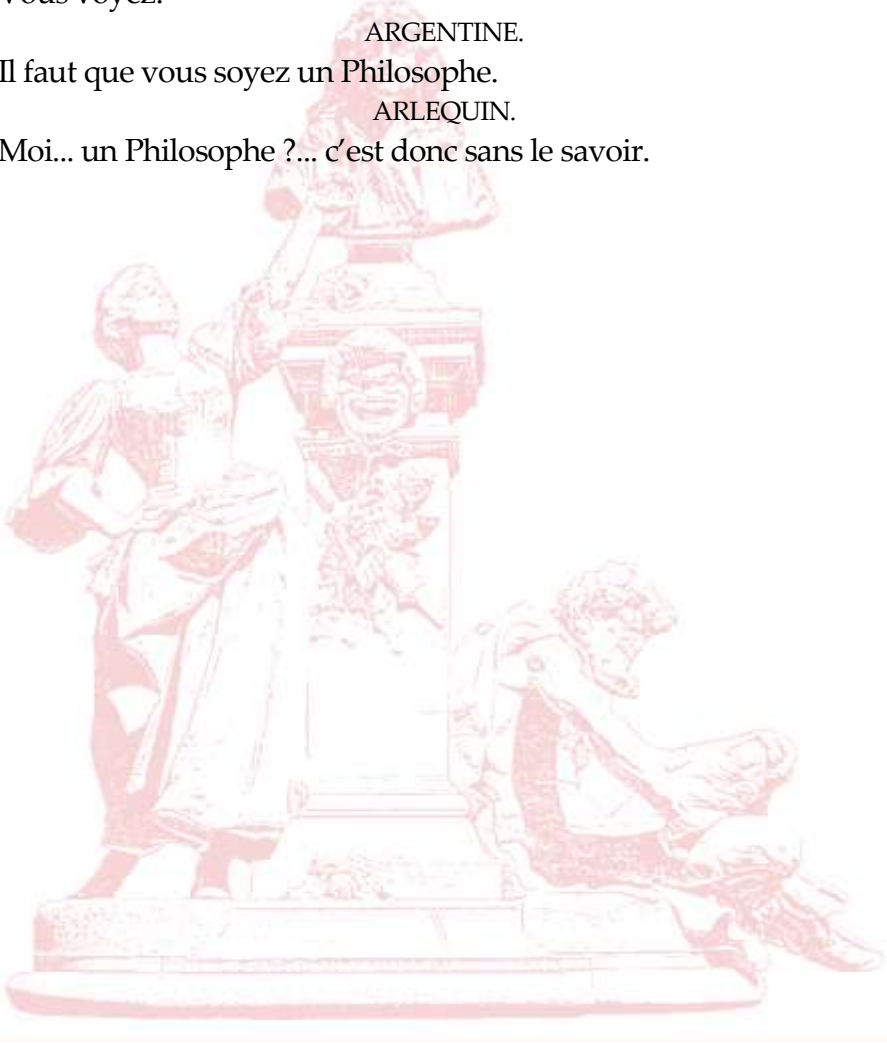 Vous voyez.
ARGENTINE.
Il faut que vous soyez un Philosophe.
ARLEQUIN.
Moi... un Philosophe ?... c’est donc sans le savoir.